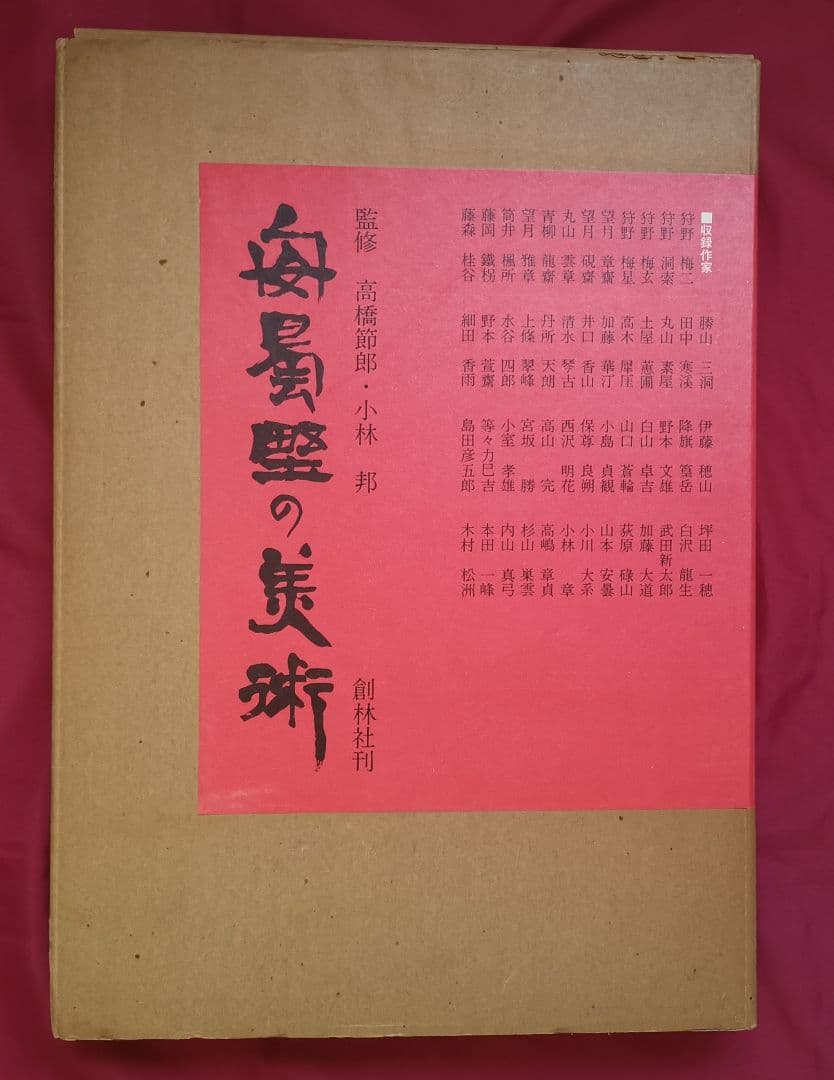 ■収録作家 勝山 三洞 伊藤 穂山 坪田 一穂
狩野 梅二 田中 寒渓 降旗 篁岳 白沢 龍生
狩野 洞索 丸山 素屋 野本 文雄 武田新太郎
狩野 梅玄 土屋 薫圃 白山 卓吉 加藤 大道
狩野 梅星 高木 犀厓 山口 蒼輪 荻原 碌山
望月 章齋 加藤 華汀 小島 貞観 山本 安曇
望月 硯齋 井口 香山 保尊 良朔 小川 大系
丸山 雲章 清水 琴古 西沢 明花 小林 章
青柳 龍齋 丹所 天朗 高山 完 高嶋 章貞
望月 雅章 上條 翠峰 宮坂 勝 杉山 巣雲
筒井 楓所 水谷 四郎 小室 孝雄 内山 真弓
藤岡 鐵柺 野本 萱齋 等々力巳吉 本田 一峰
藤森 桂谷 細田 香雨 島田彦五郎 木村 松洲
監修 高橋節郎・小林 邦 創林社刊
安曇野の美術